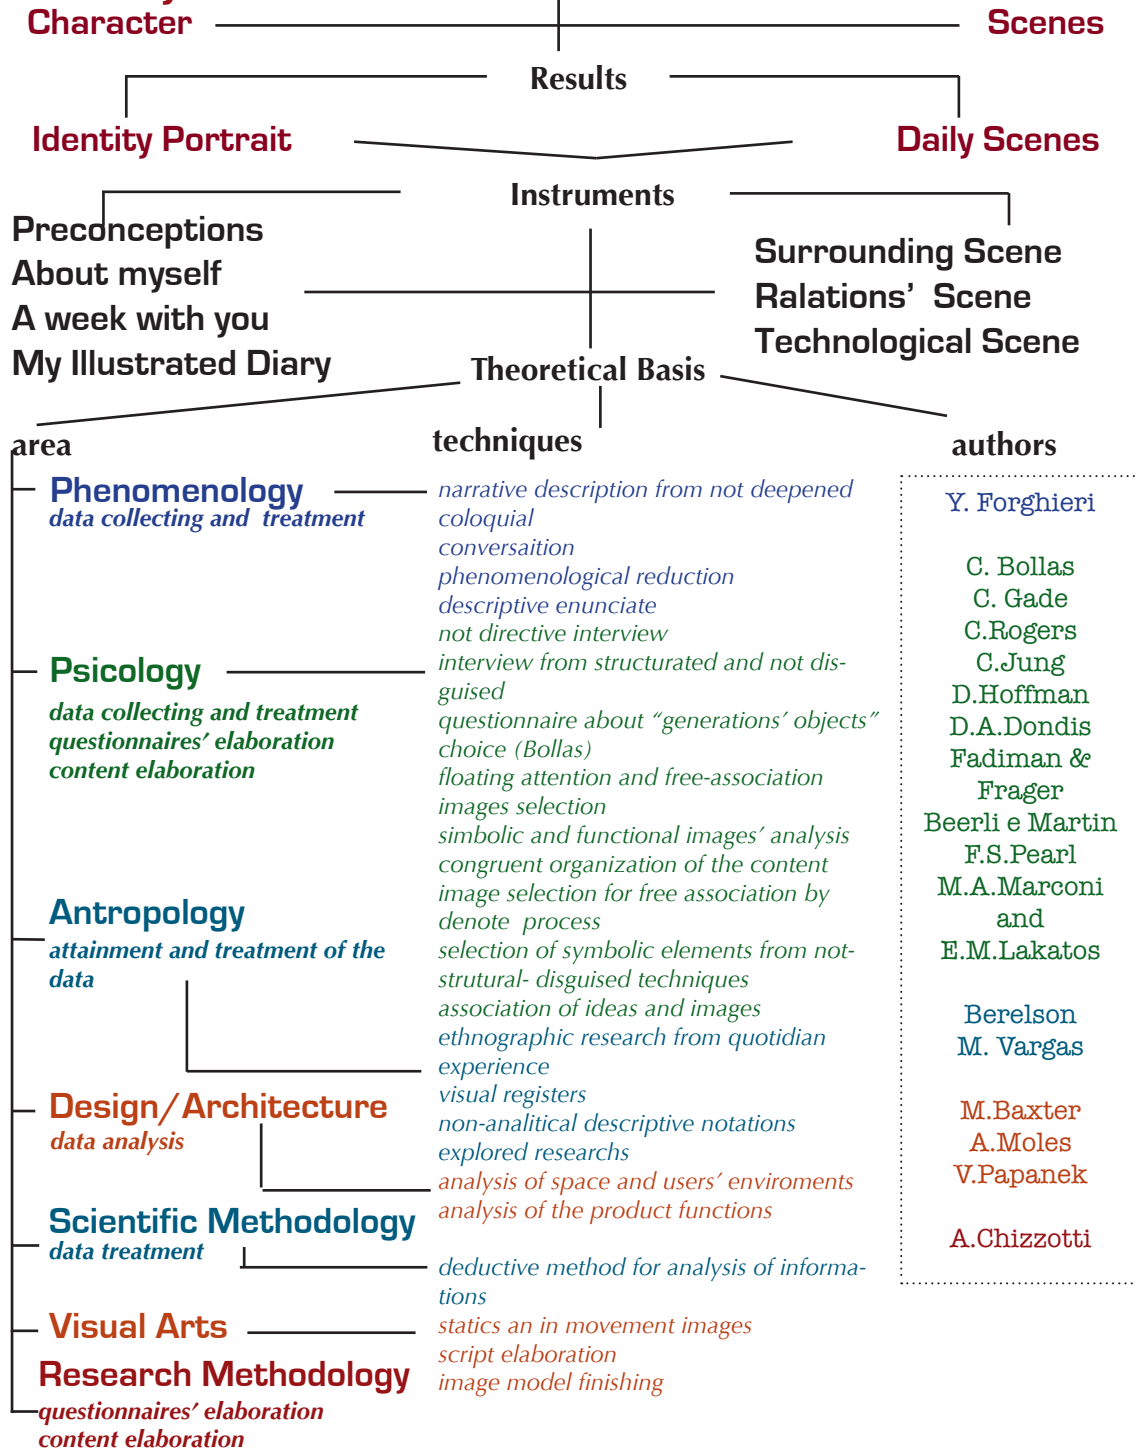 Character
Scenes
Results
Identity Portrait
Daily Scenes
Instruments
Preconceptions
About myself
A week with you
My Illustrated Diary
Surrounding Scene
Ralations' Scene
Technological Scene
Theoretical Basis
area
techniques
authors
Phenomenology
data collecting and treatment
Psicology
data collecting and treatment
questionnaires' elaboration
content elaboration
Antropology
attainment and treatment of the
data
Design/Architecture
data analysis
Scientific Methodology
data treatment
Visual Arts
Research Methodology
questionnaires' elaboration
content elaboration
narrative description from not deepened
coloquial
conversaition
phenomenological reduction
descriptive enunciate
not directive interview
interview from structurated and not dis-
guised
questionnaire about "generations' objects"
choice (Bollas)
floating attention and free-association
images selection
simbolic and functional images' analysis
congruent organization of the content
image selection for free association by
denote process
selection of symbolic elements from not-
strutural- disguised techniques
association of ideas and images
ethnographic research from quotidian
experience
visual registers
non-analitical descriptive notations
explored researchs
analysis of space and users' enviroments
analysis of the product functions
deductive method for analysis of informa-
tions
statics an in movement images
script elaboration
image model finishing
Y. Forghieri
C. Bollas
C. Gade
C.Rogers
C.Jung
D.Hoffman
D.A.Dondis
Fadiman &
Frager
Beerli e Martin
F.S.Pearl
M.A.Marconi
and
E.M.Lakatos
Berelson
M. Vargas
M.Baxter
A.Moles
V.Papanek
A.Chizzotti